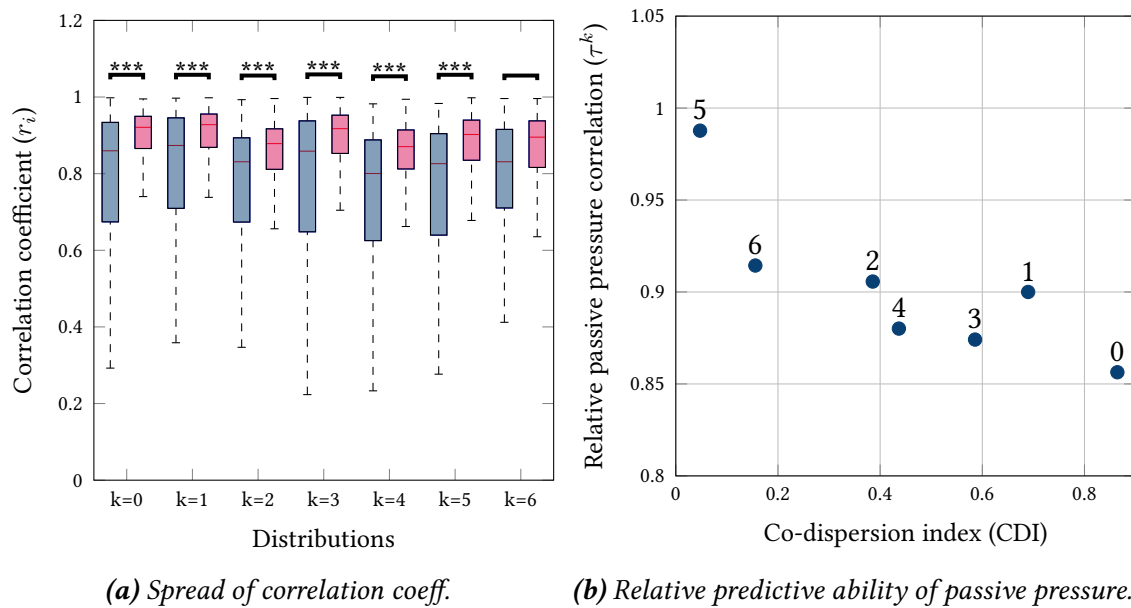 Correlation coefficient (r_i)
1.2
1
0.8
0.6
0.4
0.2
0
*** *** *** *** *** ***
k=0 k=1 k=2 k=3 k=4 k=5 k=6
Distributions
(a) Spread of correlation coeff.
Relative passive pressure correlation (τ^k)
1.05
1
0.95
0.9
0.85
0.8
5
6
2
4
3
1
0
0 0.2 0.4 0.6 0.8
Co-dispersion index (CDI)
(b) Relative predictive ability of passive pressure.